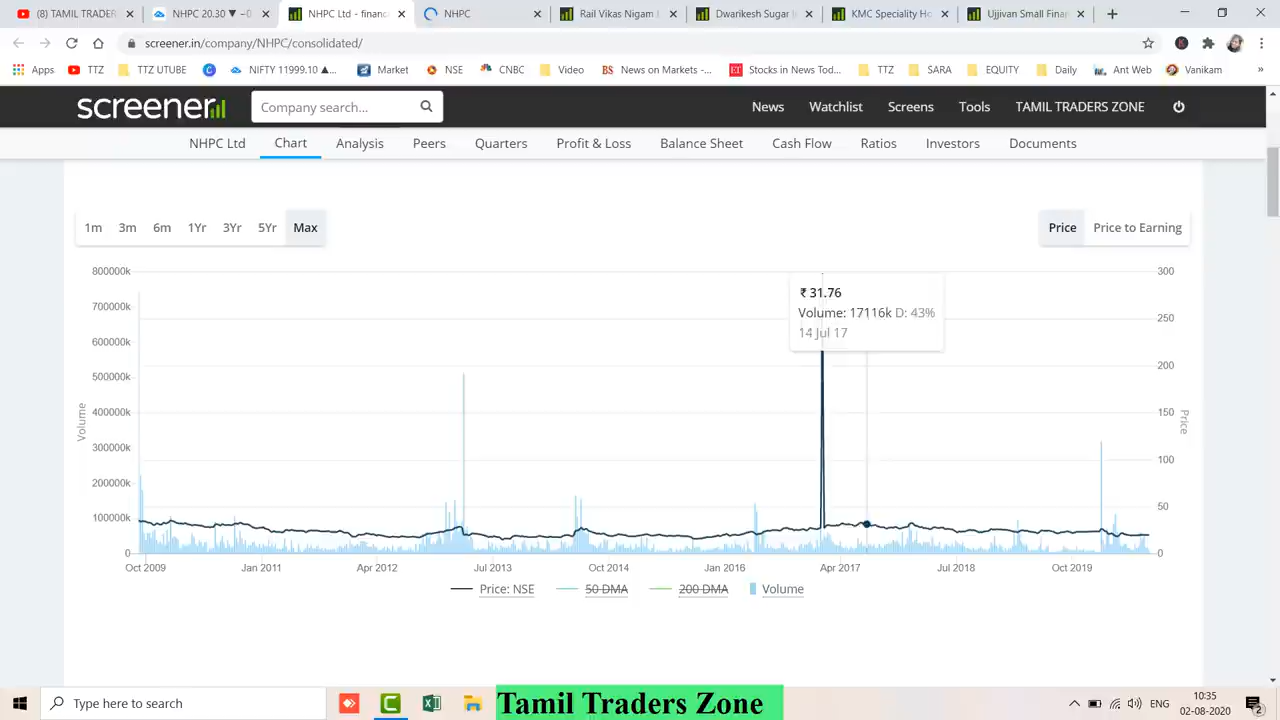 (8) TAMIL TRADERS
NHPC 20.30 ▼ −0
NHPC Ltd - financ
NHPC
Rail Vikas Nigam L
Dwarikesh Sugar I
KMC Speciality Ho
Ujjivan Small Fina
screener.in/company/NHPC/consolidated/
Apps
TTZ UTUBE
NIFTY 11999.10 ▲...
Market
NSE
CNBC
Video
News on Markets -...
Stocks in News Tod...
TTZ
SARA
EQUITY
Daily
Ant Web
Vanikam
»
screener
Company search...
News
Watchlist
Screens
Tools
TAMIL TRADERS ZONE
NHPC Ltd
Chart
Analysis
Peers
Quarters
Profit & Loss
Balance Sheet
Cash Flow
Ratios
Investors
Documents
1m 3m 6m 1Yr 3Yr 5Yr Max
Price
Price to Earning
800000k
700000k
600000k
500000k
400000k
300000k
200000k
100000k
0
Volume
₹ 31.76
Volume: 17116k D: 43%
14 Jul 17
300
250
200
150
100
50
0
Price
Oct 2009
Jan 2011
Apr 2012
Jul 2013
Oct 2014
Jan 2016
Apr 2017
Jul 2018
Oct 2019
Price: NSE
50 DMA
200 DMA
Volume
Type here to search
Tamil Traders Zone
ENG
10:35
02-08-2020
2